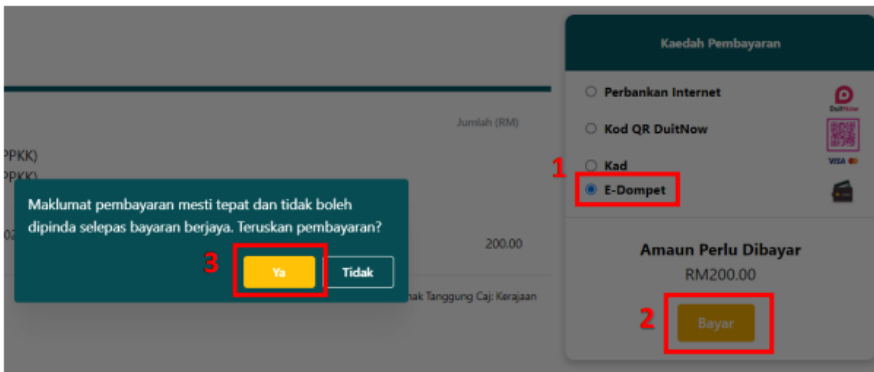 Kaedah Pembayaran
Perbankan Internet
DuitNow
Jumlah (RM)
Kod QR DuitNow
PPKK)
1
Kad
VISA
PPKK)
E-Dompet
Maklumat pembayaran mesti tepat dan tidak boleh
dipinda selepas bayaran berjaya. Teruskan pembayaran?
200.00
Amaun Perlu Dibayar
3
Ya
Tidak
RM200.00
Tanggung Caj: Kerajaan
2
Bayar